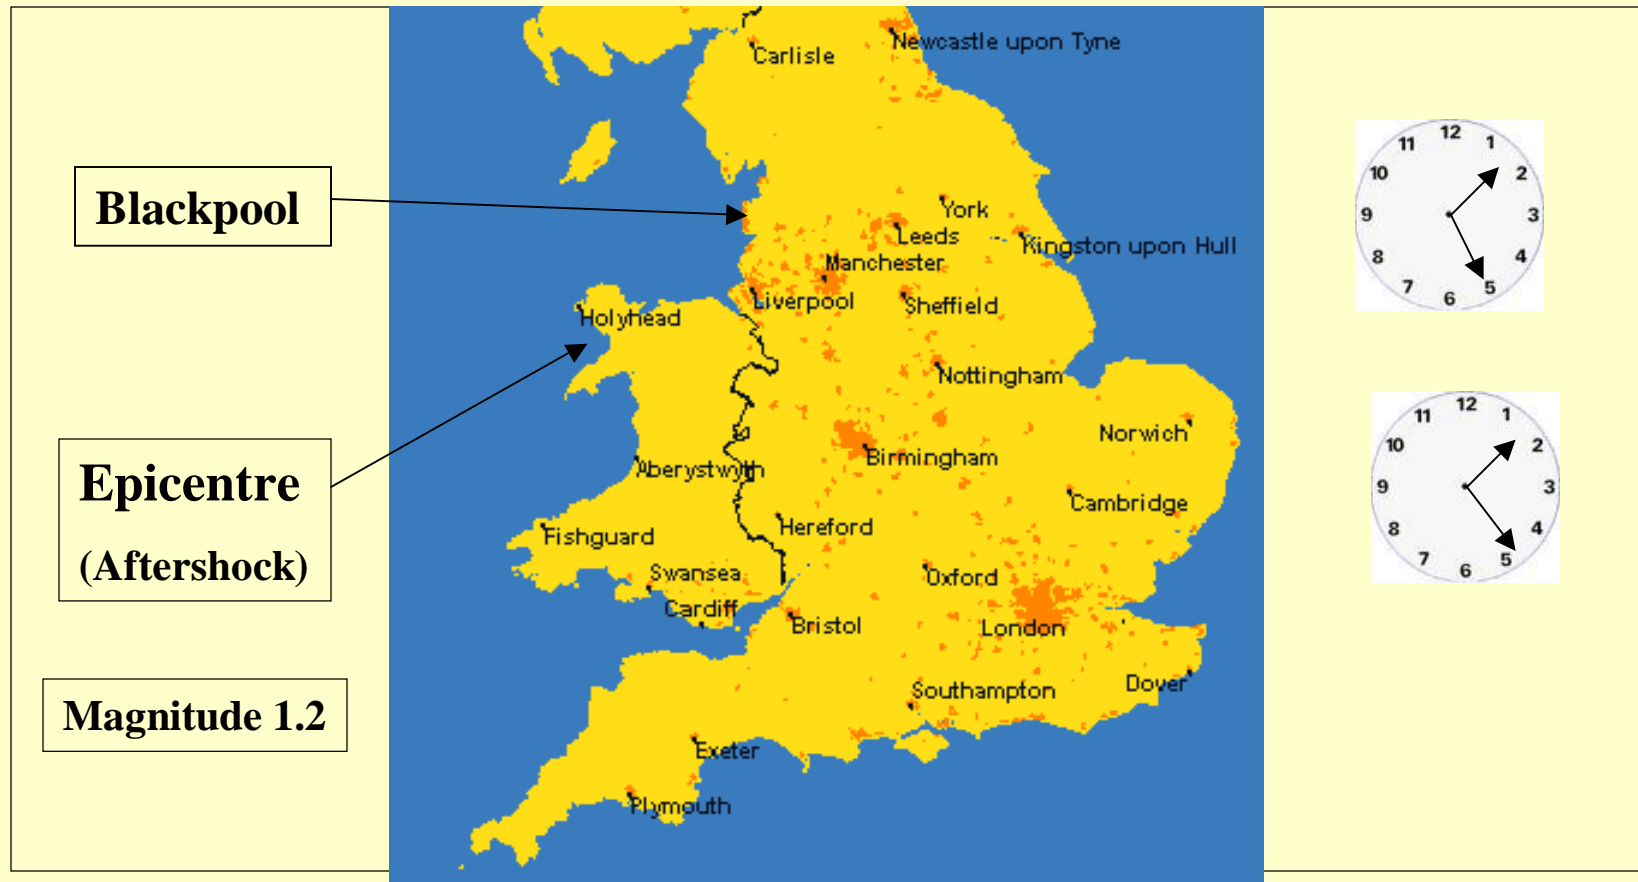 Blackpool
Epicentre
(Aftershock)
Magnitude 1.2
Carlisle
Newcastle upon Tyne
York
Leeds
Kingston upon Hull
Manchester
Liverpool
Sheffield
Holyhead
Nottingham
Norwich
Birmingham
Aberystwyth
Cambridge
Hereford
Fishguard
Swansea
Oxford
Cardiff
Bristol
London
Dover
Southampton
Exeter
Plymouth
12
11 1
10 2
9 3
8 4
7 5
6
12
11 1
10 2
9 3
8 4
7 5
6